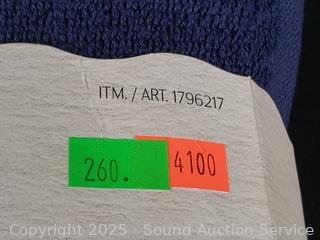 ITM. / ART. 1796217
260. 4100
Copyright 2025 - Sound Auction Service